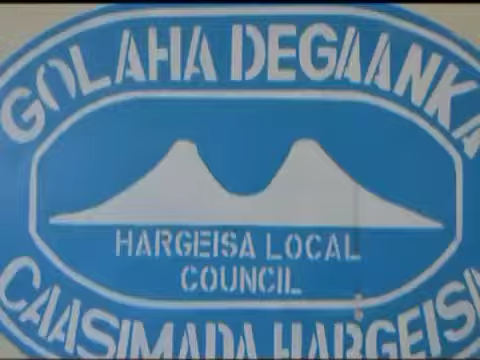 GOLAHA DEGAANKA
HARGEISA LOCAL
COUNCIL
CAASIMADA HARGEISA